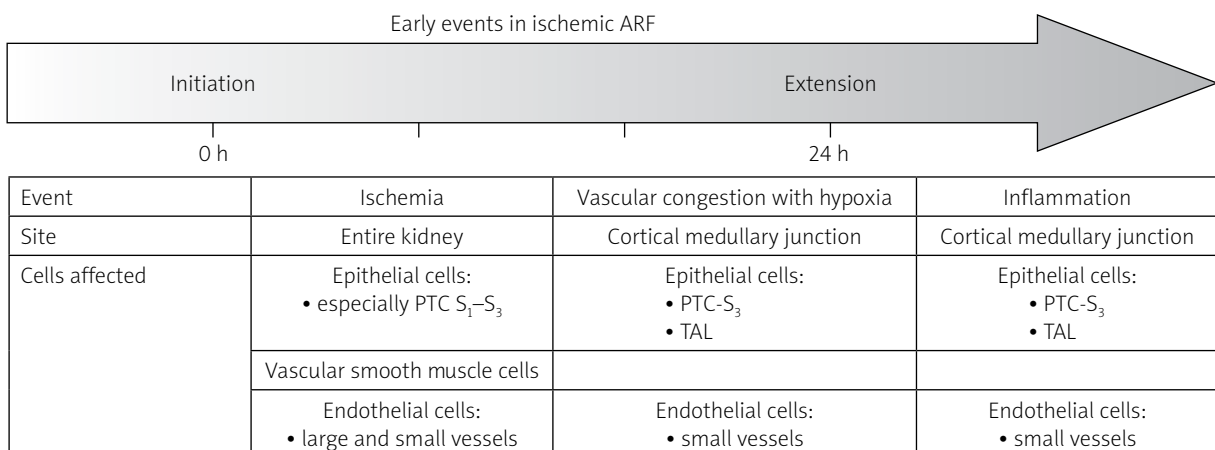 Early events in ischemic ARF
Initiation Extension
0 h 24 h
Event Ischemia Vascular congestion with hypoxia Inflammation
Site Entire kidney Cortical medullary junction Cortical medullary junction
Cells affected Epithelial cells: Epithelial cells: Epithelial cells:
• especially PTC S₁–S₃ • PTC-S₃ • PTC-S₃
• TAL • TAL
Vascular smooth muscle cells
Endothelial cells: Endothelial cells: Endothelial cells:
• large and small vessels • small vessels • small vessels